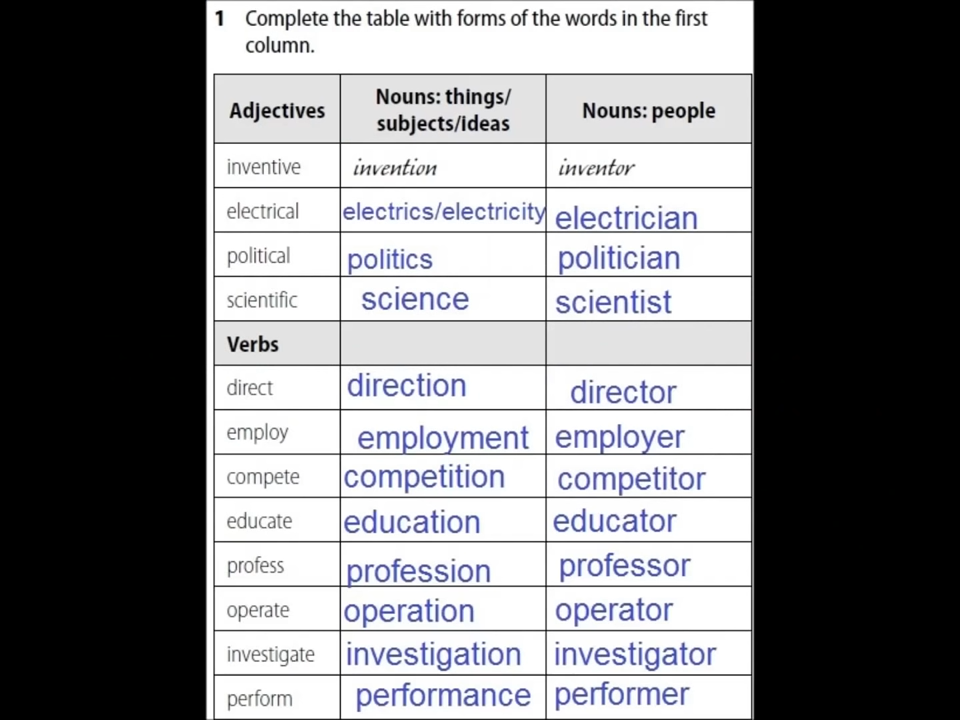 1 Complete the table with forms of the words in the first
column.
Adjectives Nouns: things/ Nouns: people
subjects/ideas
inventive invention inventor
electrical electrics/electricity electrician
political politics politician
scientific science scientist
Verbs
direct direction director
employ employment employer
compete competition competitor
educate education educator
profess profession professor
operate operation operator
investigate investigation investigator
perform performance performer